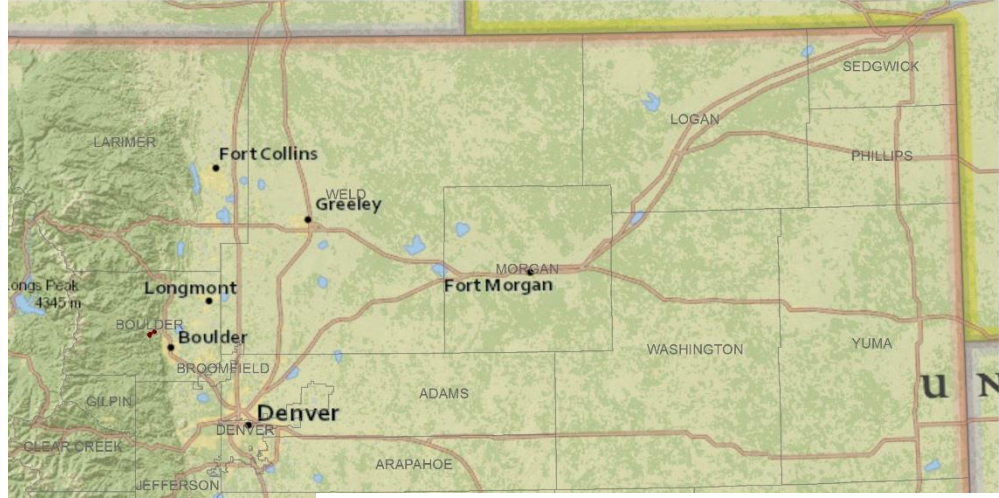 SEDGWICK
LOGAN
LARIMER
Fort Collins
PHILLIPS
WELD
Greeley
MORGAN
Fort Morgan
ongs Peak
4345 m
Longmont
BOULDER
Boulder
WASHINGTON
YUMA
BROOMFIELD
U N
ADAMS
GILPIN
Denver
DENVER
CLEAR CREEK
ARAPAHOE
JEFFERSON